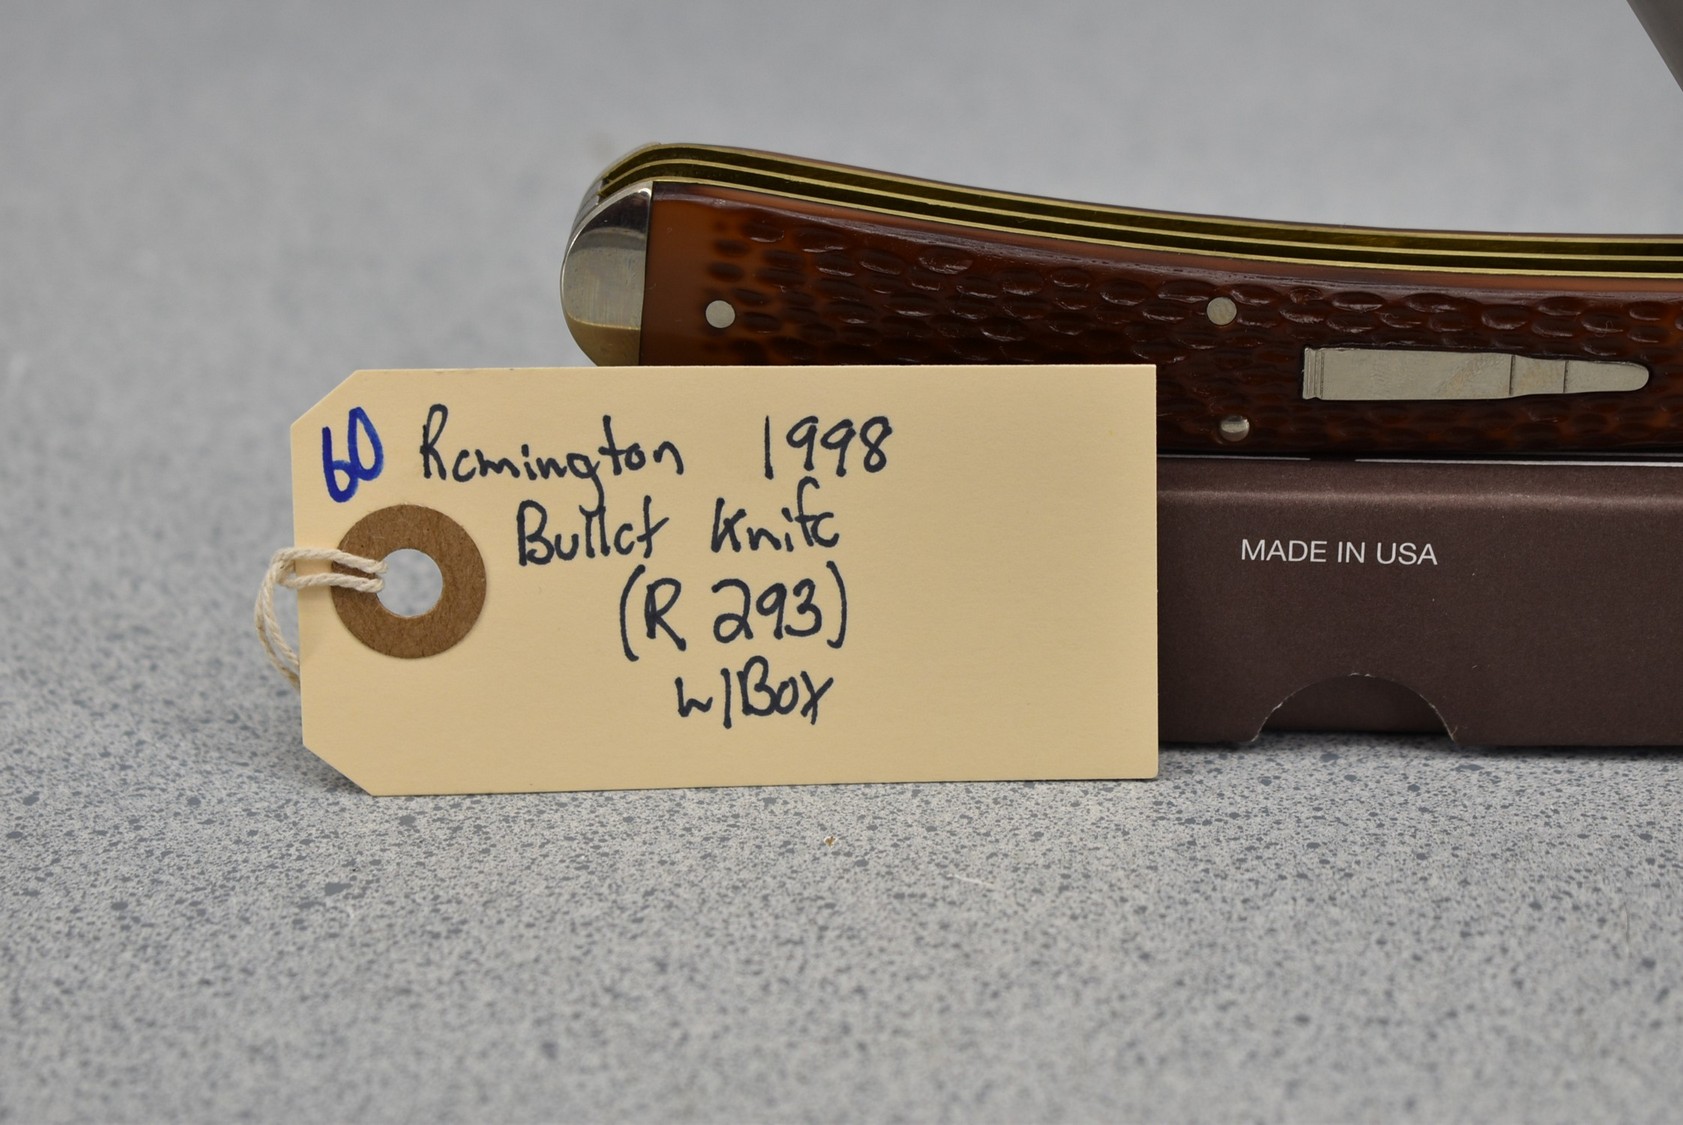 60 Remington 1998
Bullet Knife
(R 293)
w/Box
MADE IN USA